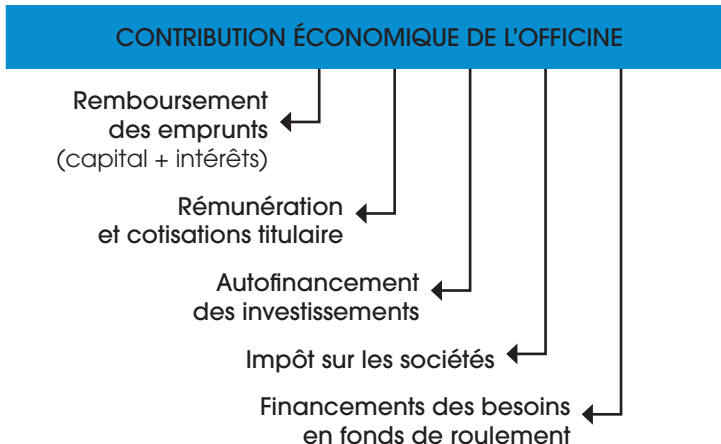 CONTRIBUTION ÉCONOMIQUE DE L'OFFICINE
Remboursement
des emprunts
(capital + intérêts)
Rémunération
et cotisations titulaire
Autofinancement
des investissements
Impôt sur les sociétés
Financements des besoins
en fonds de roulement